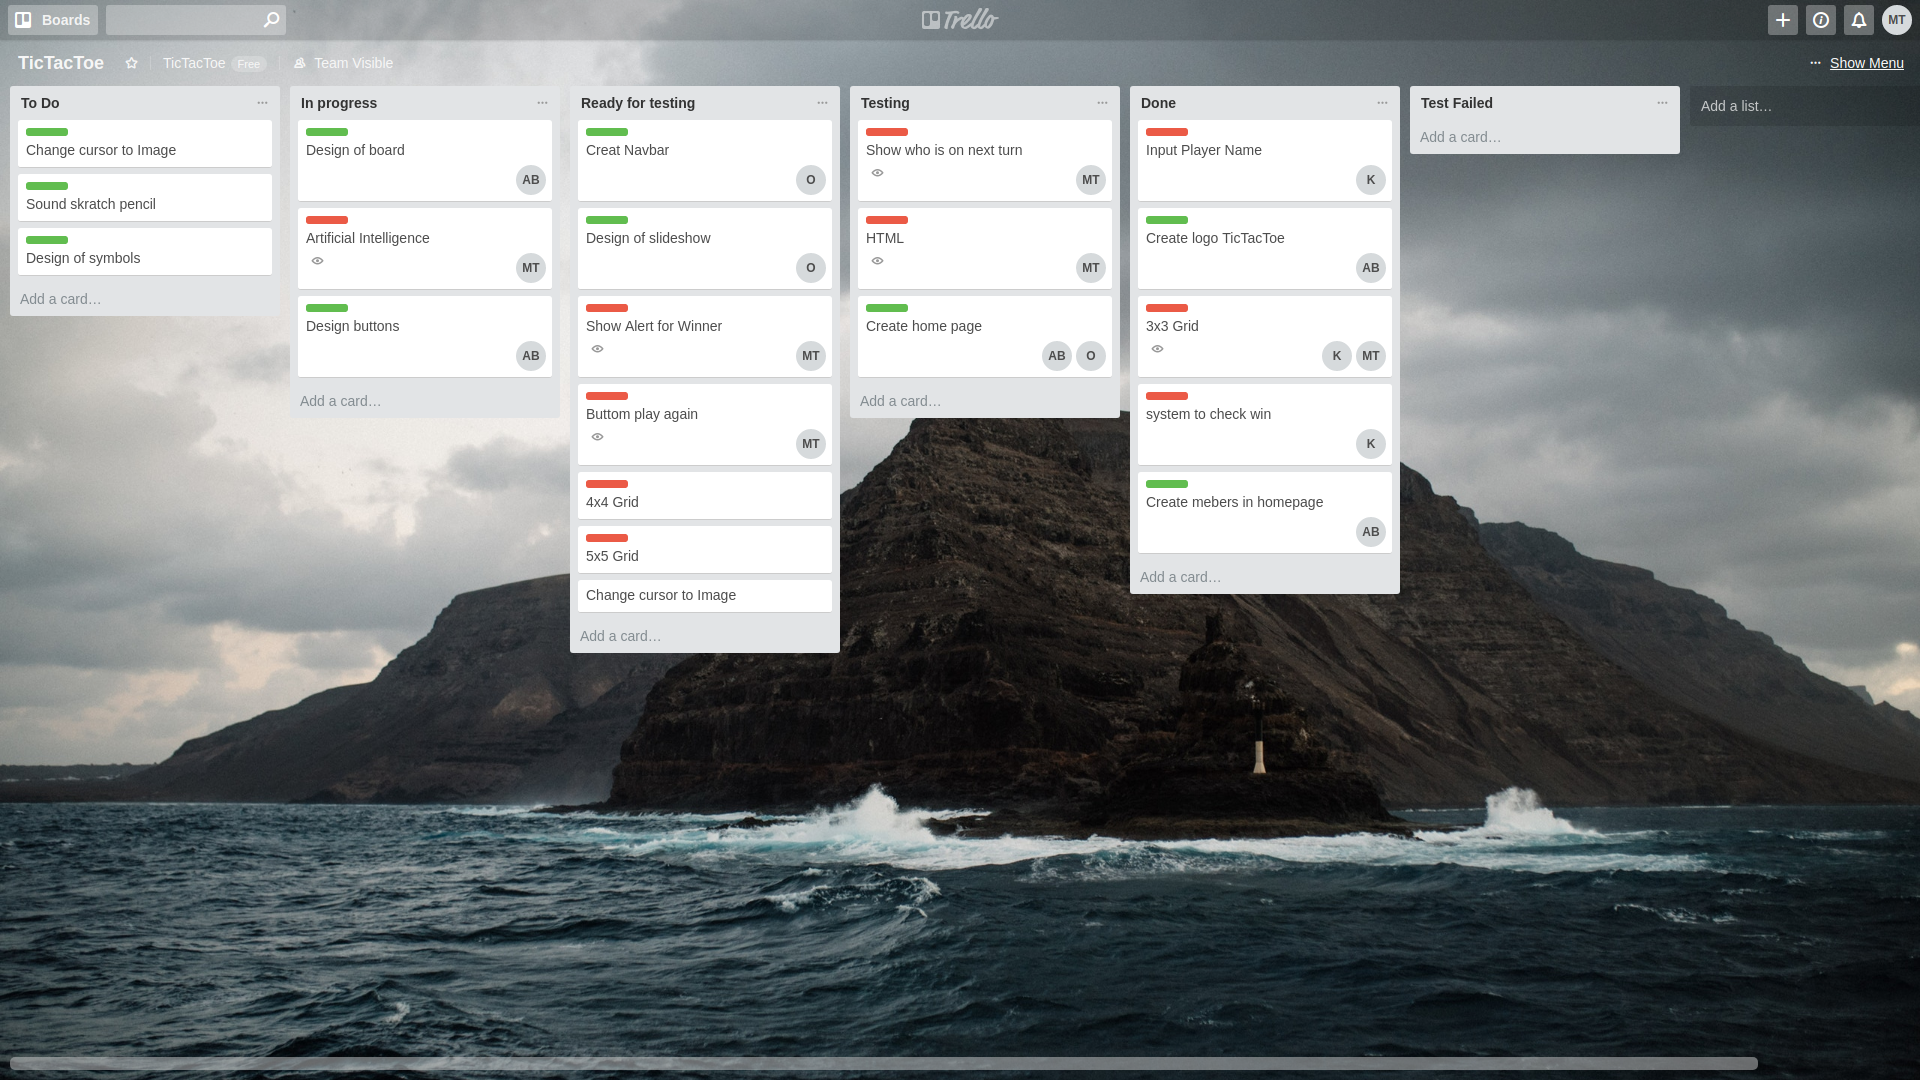 Boards
Trello
MT
TicTacToe
TicTacToe Free
Team Visible
Show Menu
To Do
Change cursor to Image
Sound skratch pencil
Design of symbols
Add a card…
In progress
Design of board
AB
Artificial Intelligence
MT
Design buttons
AB
Add a card…
Ready for testing
Creat Navbar
O
Design of slideshow
O
Show Alert for Winner
MT
Buttom play again
MT
4x4 Grid
5x5 Grid
Change cursor to Image
Add a card…
Testing
Show who is on next turn
MT
HTML
MT
Create home page
AB O
Add a card…
Done
Input Player Name
K
Create logo TicTacToe
AB
3x3 Grid
K MT
system to check win
K
Create mebers in homepage
AB
Add a card…
Test Failed
Add a card…
Add a list…